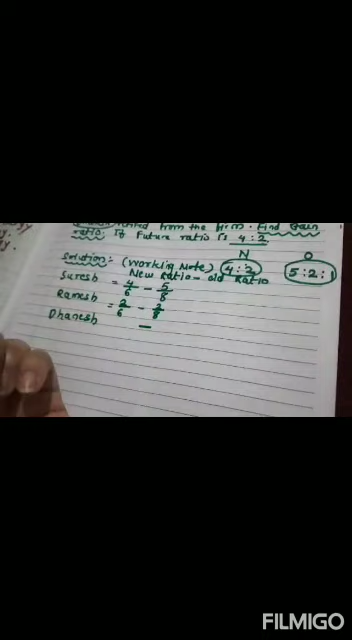 retired from the firm. Find Gain
ratio. If Future ratio is 4:2.
N O
Solution: (Working Note) 4:2 5:2:1
New Ratio - Old Ratio
Suresh = 4/6 - 5/8
Ramesh = 2/6 - 2/8
Dhanesh —
FILMIGO